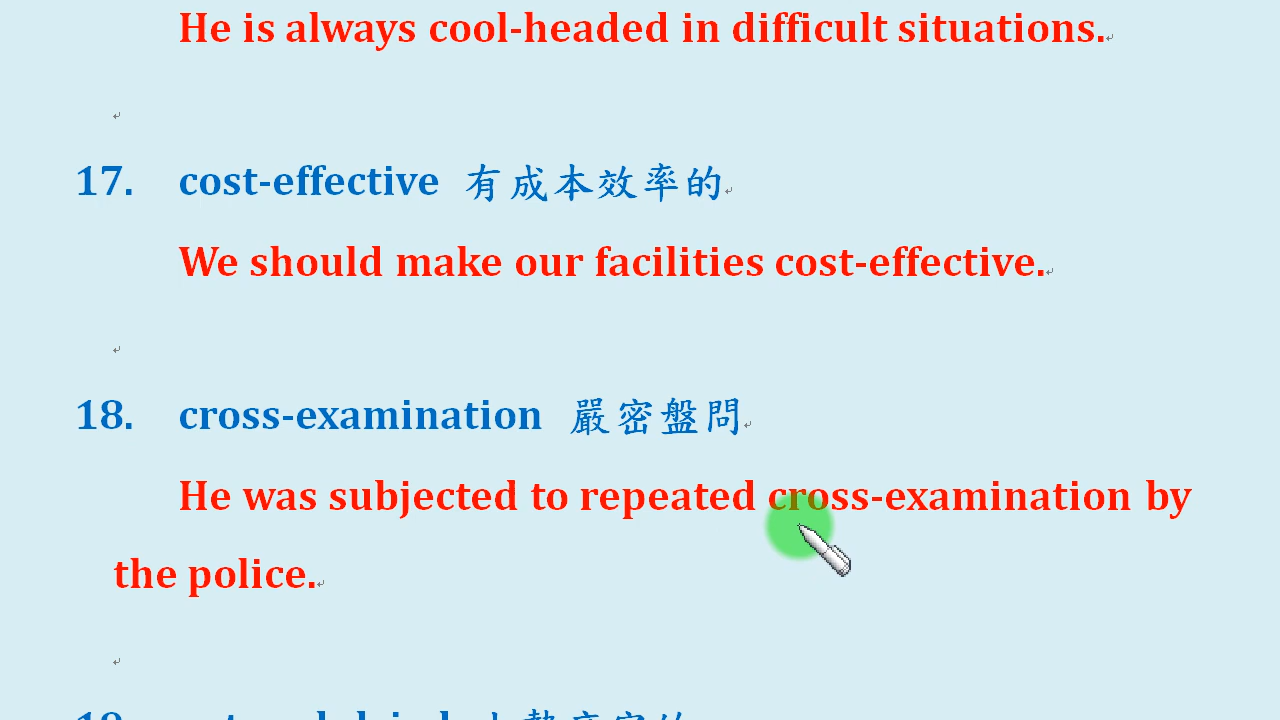 He is always cool-headed in difficult situations.
17. cost-effective 有成本效率的
We should make our facilities cost-effective.
18. cross-examination 嚴密盤問
He was subjected to repeated cross-examination by
the police.